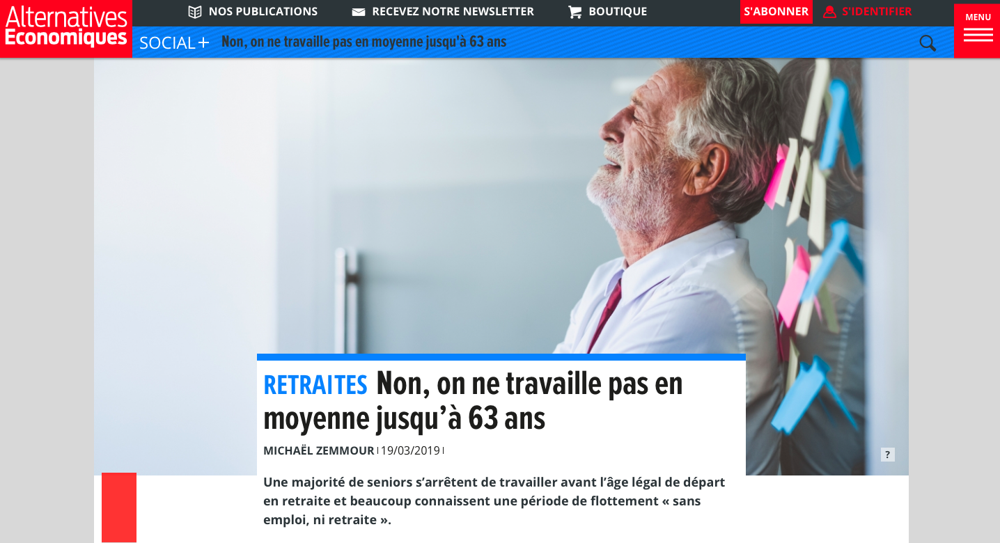 Alternatives
Economiques
NOS PUBLICATIONS
RECEVEZ NOTRE NEWSLETTER
BOUTIQUE
S'ABONNER
S'IDENTIFIER
MENU
SOCIAL+
Non, on ne travaille pas en moyenne jusqu'à 63 ans
RETRAITES Non, on ne travaille pas en
moyenne jusqu’à 63 ans
MICHAËL ZEMMOUR | 19/03/2019 |
?
Une majorité de seniors s’arrêtent de travailler avant l’âge légal de départ
en retraite et beaucoup connaissent une période de flottement « sans
emploi, ni retraite ».